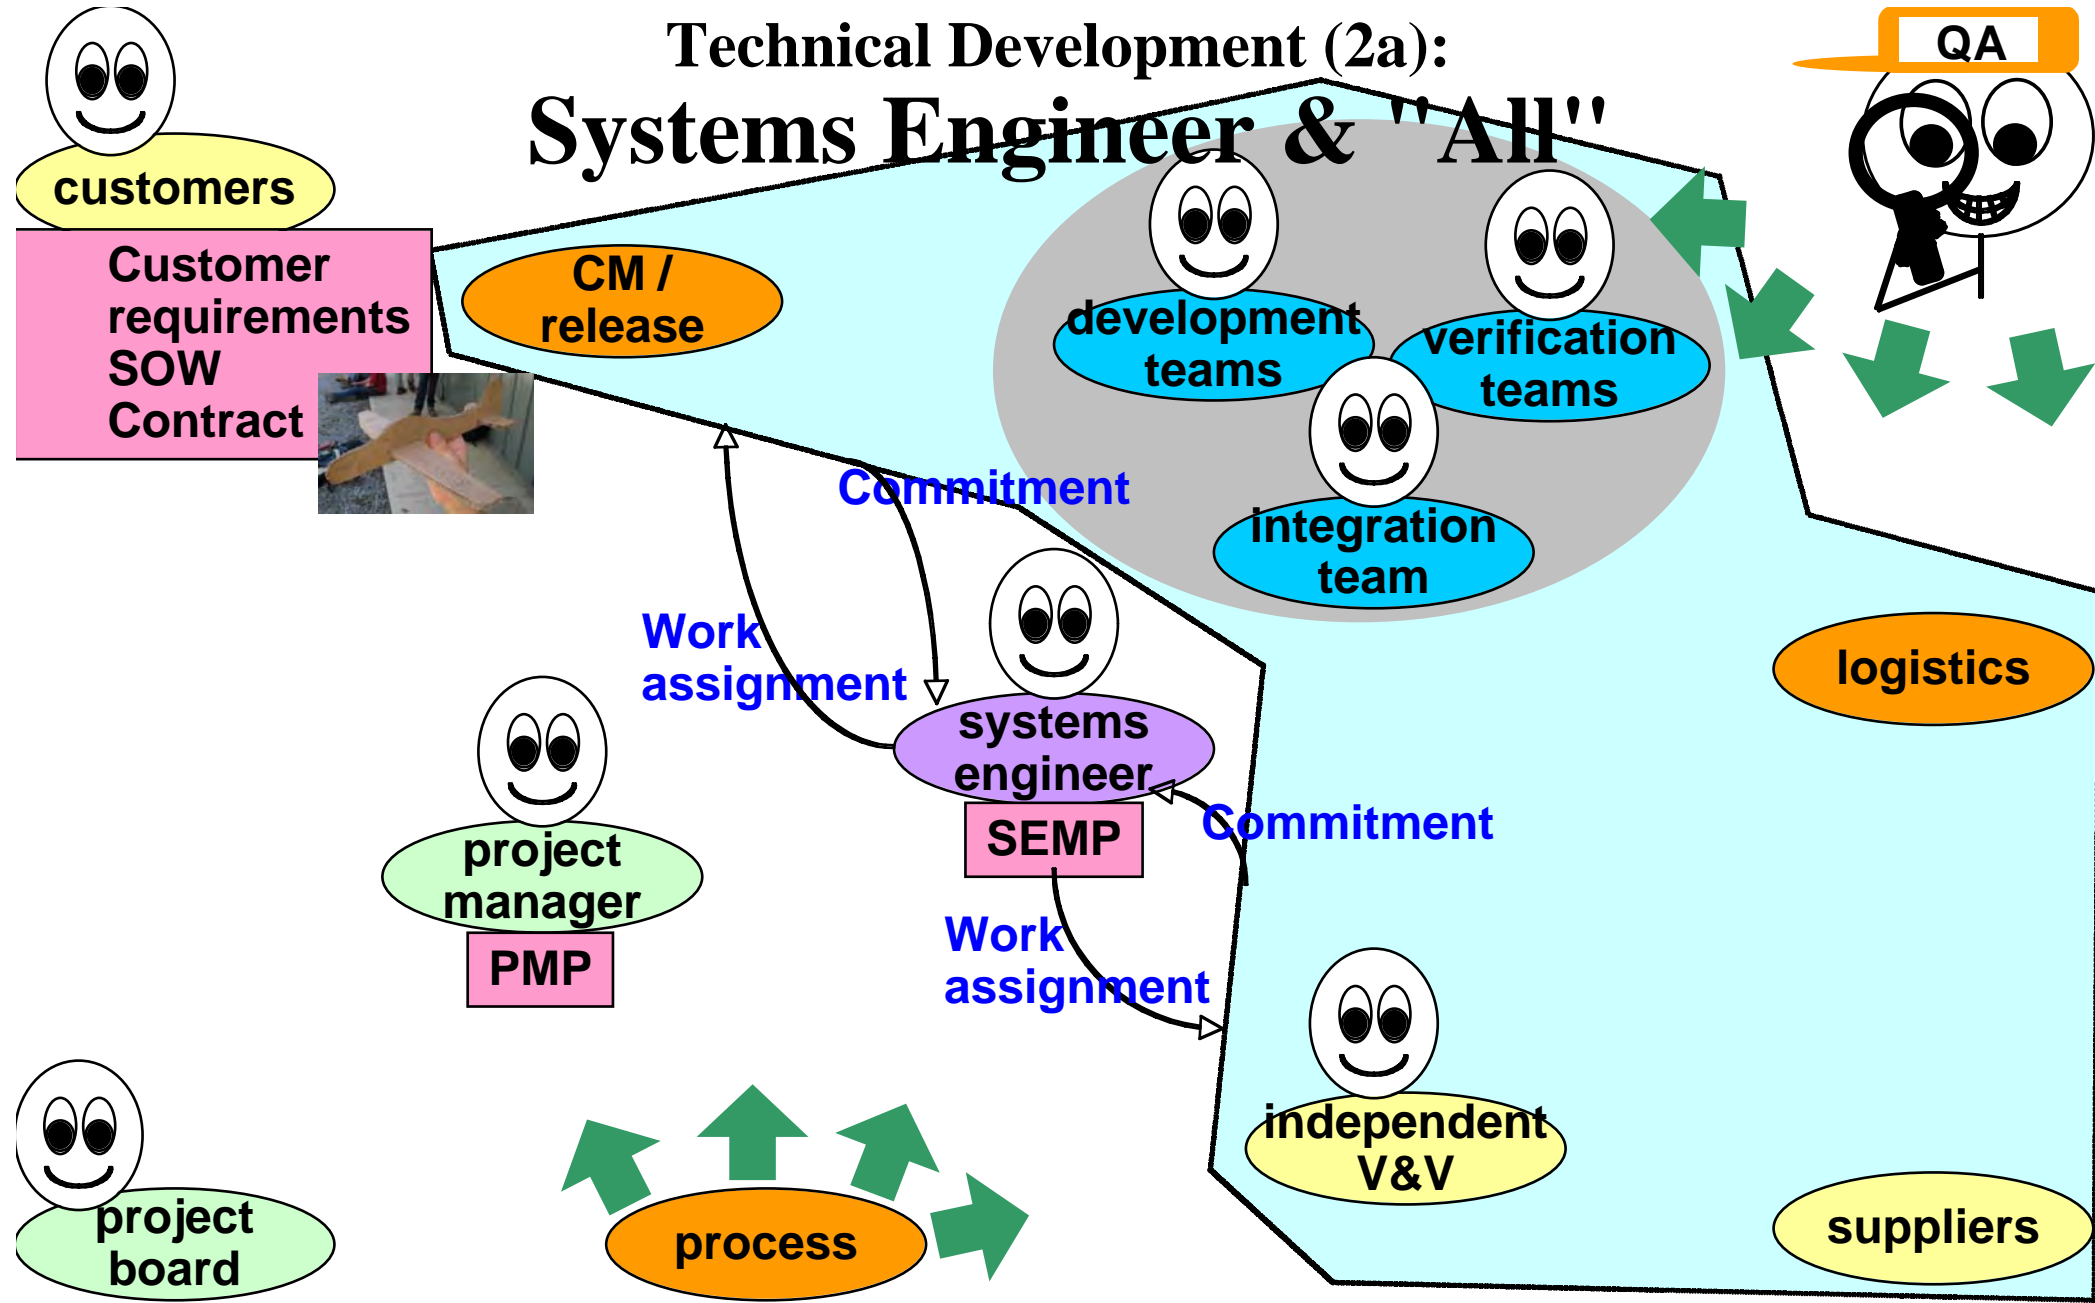 Technical Development (2a):
Systems Engineer & "All"
QA
customers
Customer
requirements
SOW
Contract
CM /
release
development
teams
verification
teams
integration
team
Commitment
Work
assignment
systems
engineer
SEMP
logistics
project
manager
PMP
Commitment
Work
assignment
independent
V&V
project
board
process
suppliers